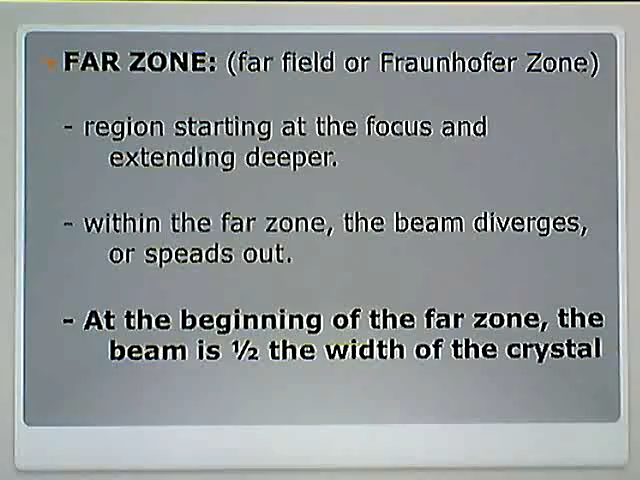 FAR ZONE: (far field or Fraunhofer Zone)
- region starting at the focus and
extending deeper.
- within the far zone, the beam diverges,
or speads out.
- At the beginning of the far zone, the
beam is ½ the width of the crystal